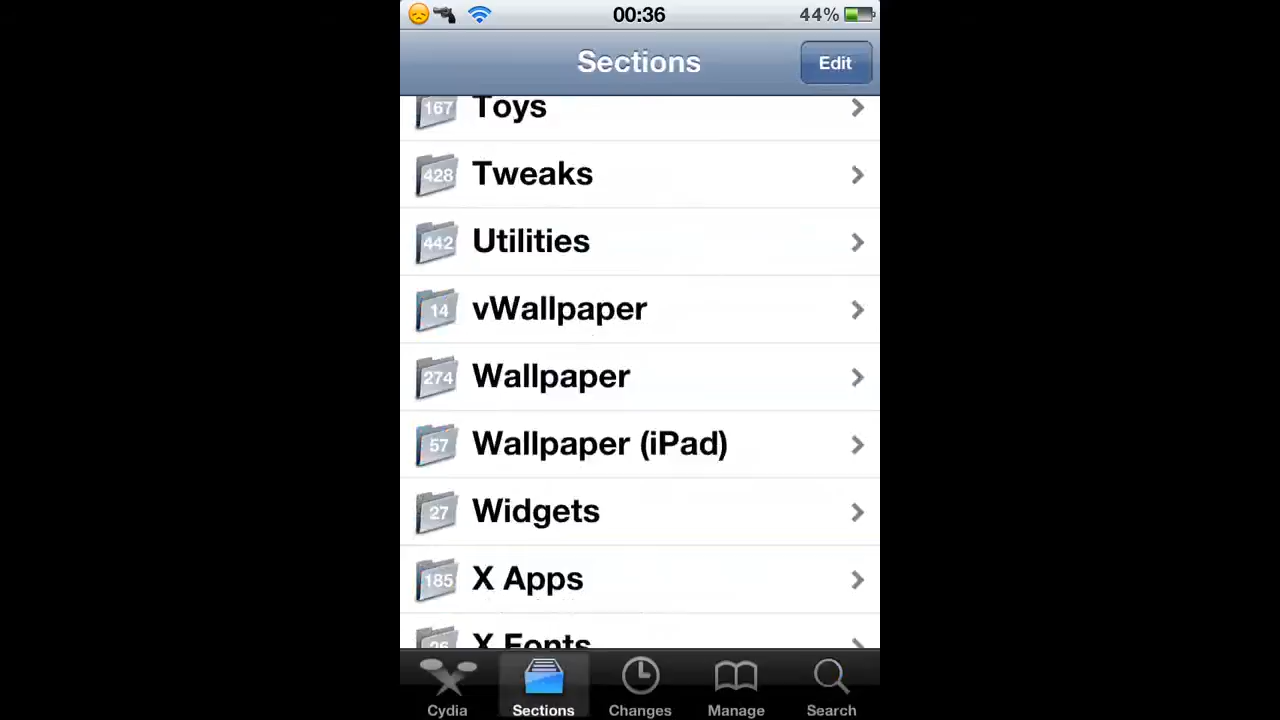 00:36 44%
Sections Edit
167 Toys
428 Tweaks
442 Utilities
14 vWallpaper
274 Wallpaper
57 Wallpaper (iPad)
27 Widgets
185 X Apps
X Fonts
Cydia Sections Changes Manage Search